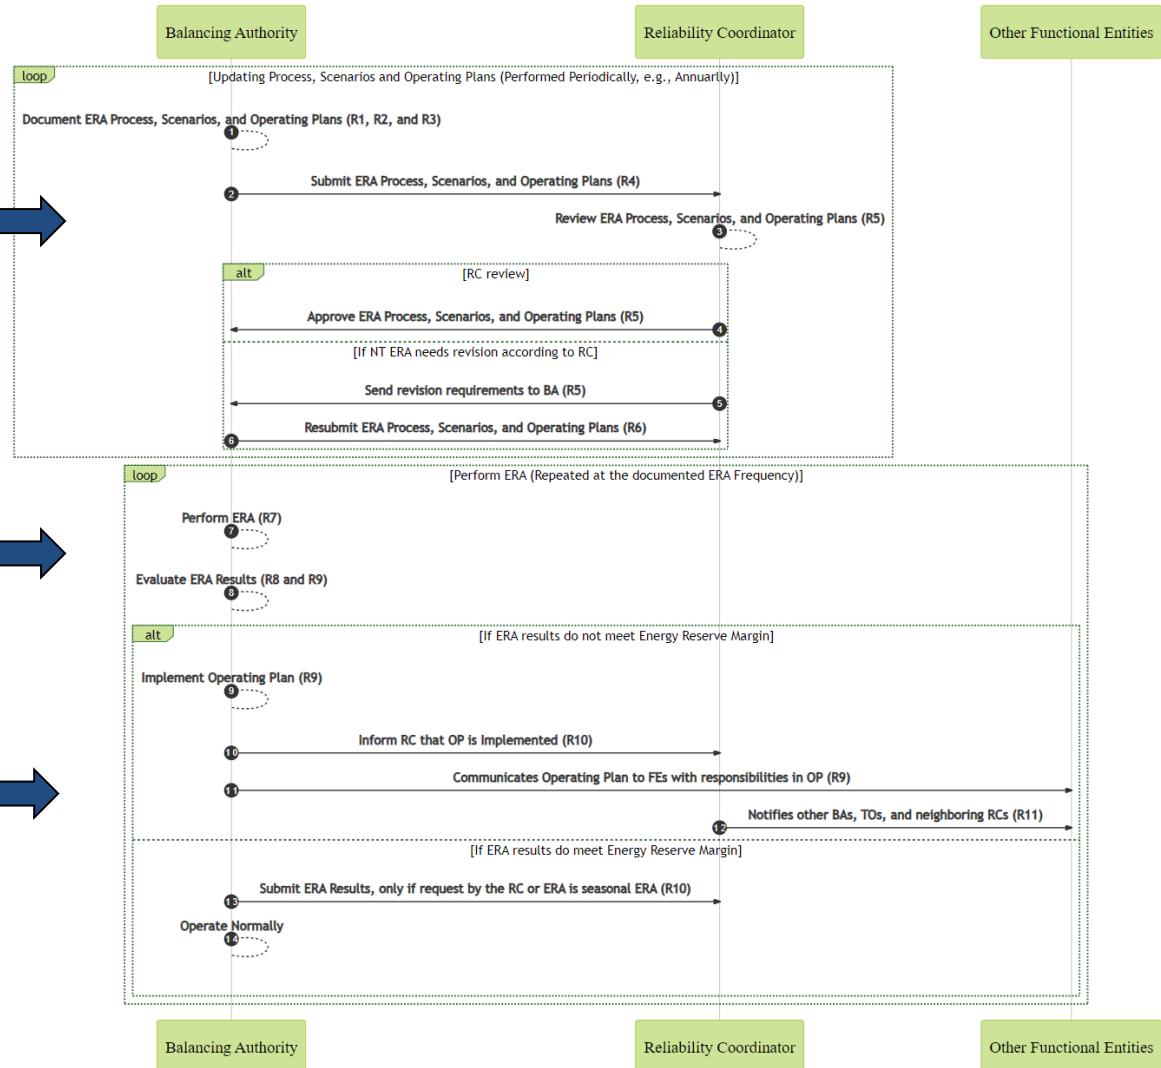 Balancing Authority
Reliability Coordinator
Other Functional Entities
loop
[Updating Process, Scenarios and Operating Plans (Performed Periodically, e.g., Annuarlly)]
Document ERA Process, Scenarios, and Operating Plans (R1, R2, and R3)
1
Submit ERA Process, Scenarios, and Operating Plans (R4)
2
Review ERA Process, Scenarios, and Operating Plans (R5)
3
alt
[RC review]
Approve ERA Process, Scenarios, and Operating Plans (R5)
4
[If NT ERA needs revision according to RC]
Send revision requirements to BA (R5)
5
Resubmit ERA Process, Scenarios, and Operating Plans (R6)
6
loop
[Perform ERA (Repeated at the documented ERA Frequency)]
Perform ERA (R7)
7
Evaluate ERA Results (R8 and R9)
8
alt
[If ERA results do not meet Energy Reserve Margin]
Implement Operating Plan (R9)
9
Inform RC that OP is Implemented (R10)
10
Communicates Operating Plan to FEs with responsibilities in OP (R9)
11
Notifies other BAs, TOs, and neighboring RCs (R11)
12
[If ERA results do meet Energy Reserve Margin]
Submit ERA Results, only if request by the RC or ERA is seasonal ERA (R10)
13
Operate Normally
14
Balancing Authority
Reliability Coordinator
Other Functional Entities